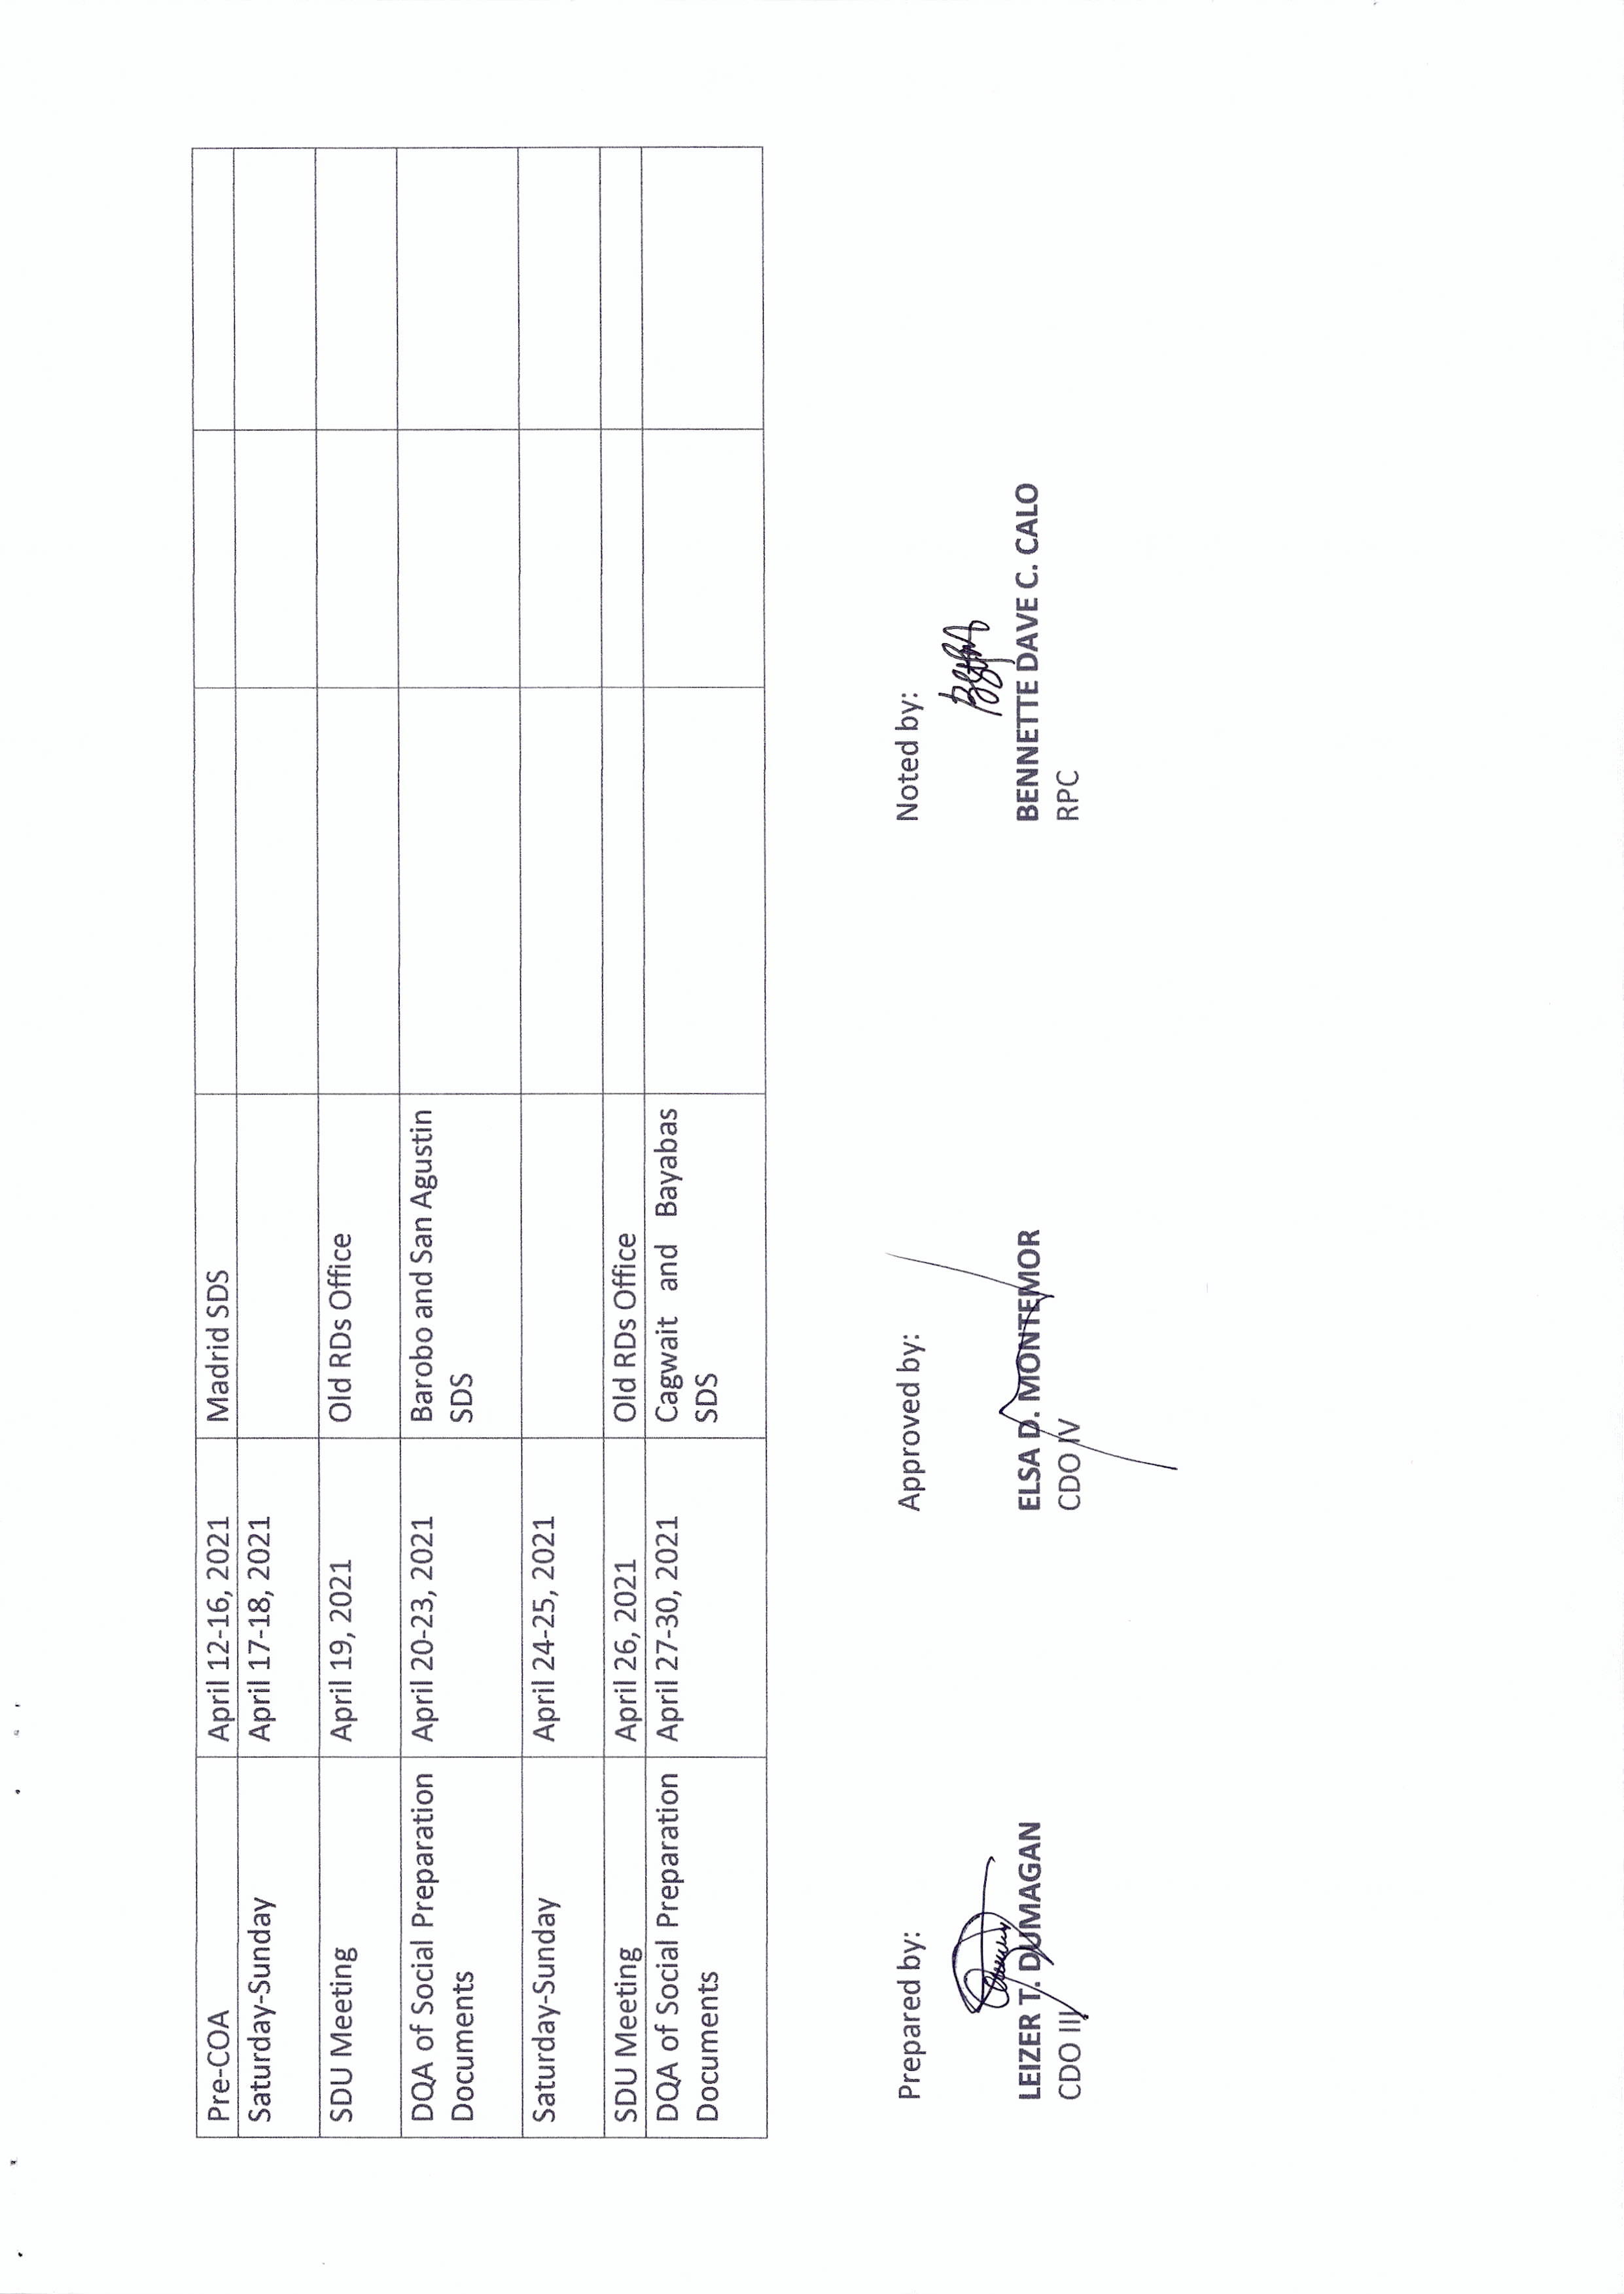 Pre-COA April 12-16, 2021 Madrid SDS
Saturday-Sunday April 17-18, 2021
SDU Meeting April 19, 2021 Old RDs Office
DQA of Social Preparation April 20-23, 2021 Barobo and San Agustin
Documents SDS
Saturday-Sunday April 24-25, 2021
SDU Meeting April 26, 2021 Old RDs Office
DQA of Social Preparation April 27-30, 2021 Cagwait and Bayabas
Documents SDS
Prepared by: Approved by: Noted by:
LEIZER T. DUMAGAN ELSA D. MONTEMOR BENNETTE DAVE C. CALO
CDO III CDO IV RPC